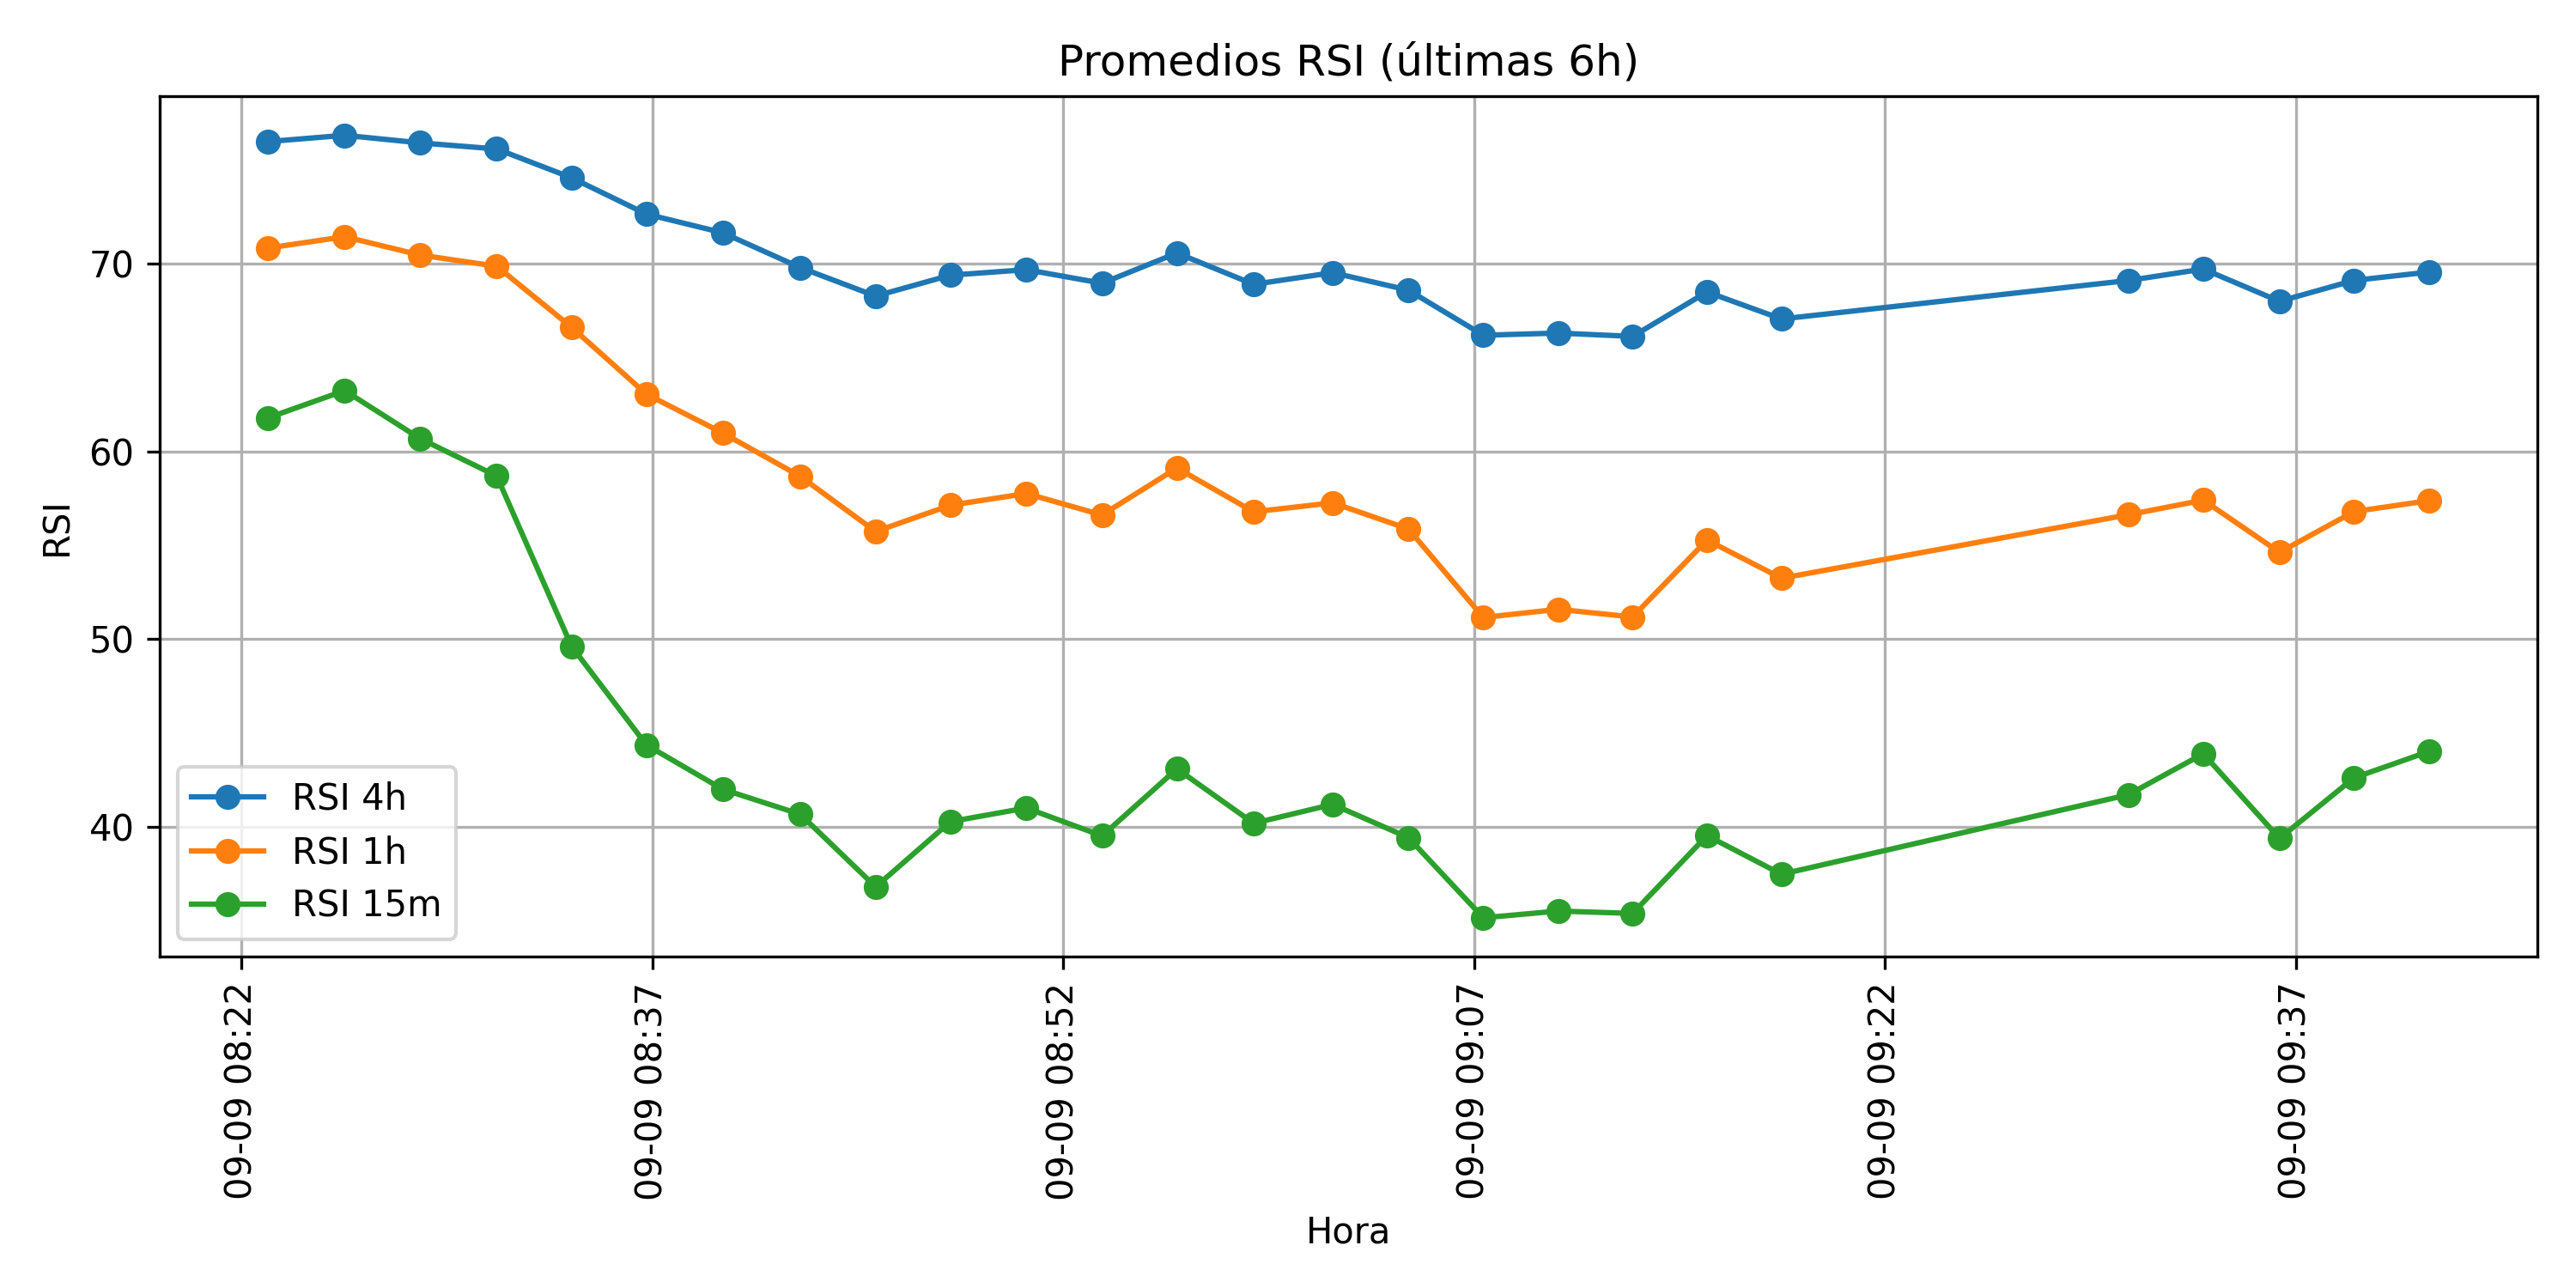 Promedios RSI (últimas 6h)
RSI
70
60
50
40
RSI 4h
RSI 1h
RSI 15m
09-09 08:22
09-09 08:37
09-09 08:52
09-09 09:07
09-09 09:22
09-09 09:37
Hora